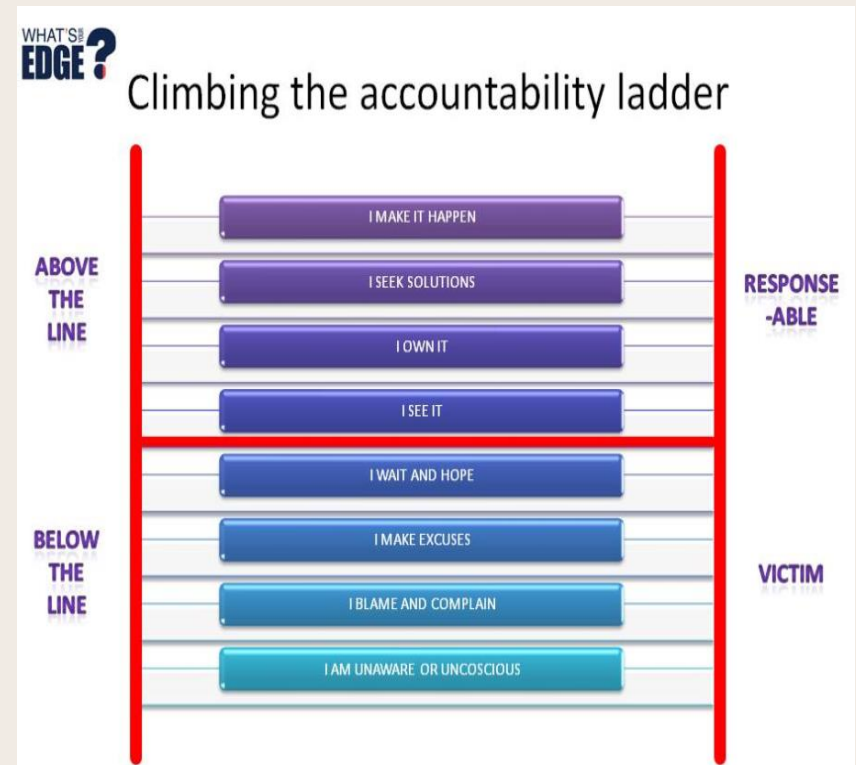 WHAT'S YOUR
EDGE?
Climbing the accountability ladder
I MAKE IT HAPPEN
ABOVE
THE
LINE
I SEEK SOLUTIONS
RESPONSE
-ABLE
I OWN IT
I SEE IT
I WAIT AND HOPE
BELOW
THE
LINE
I MAKE EXCUSES
VICTIM
I BLAME AND COMPLAIN
I AM UNAWARE OR UNCOSCIOUS